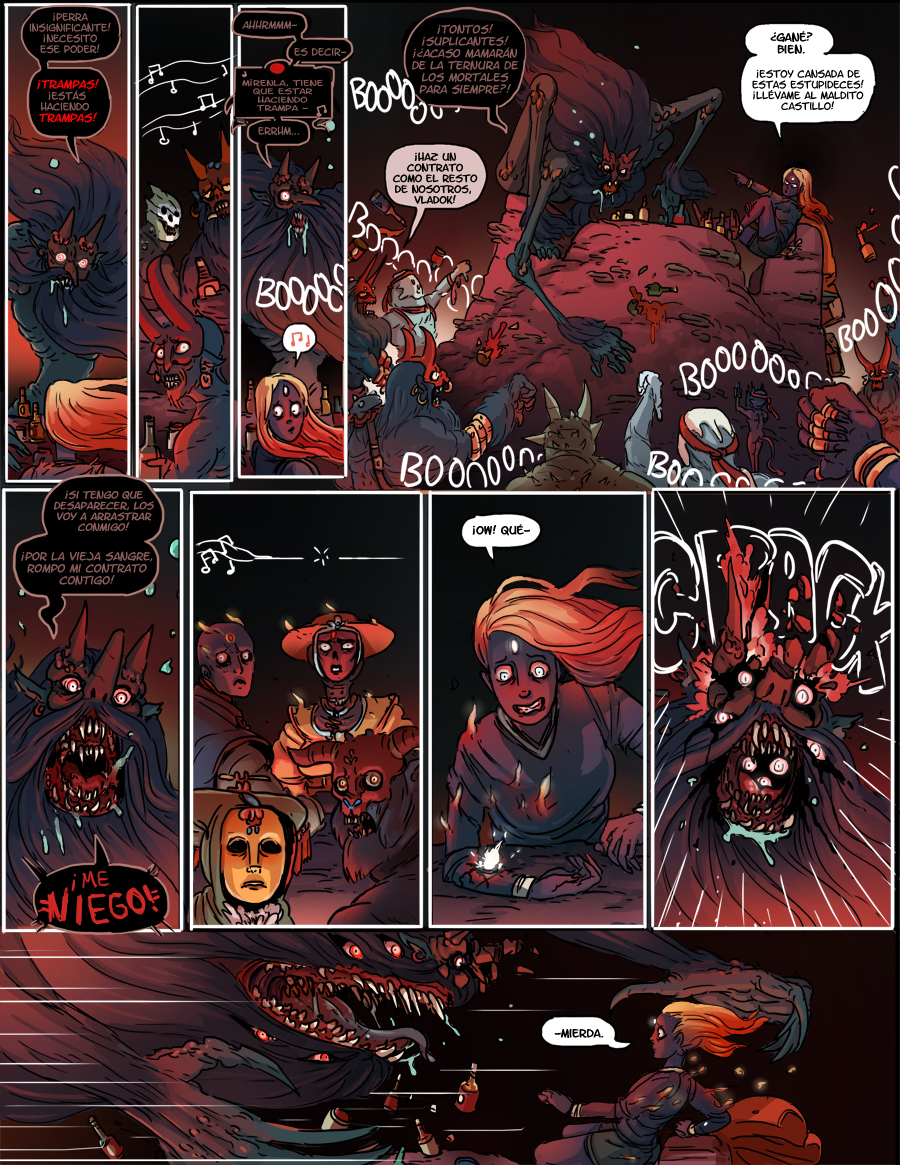 ¡PERRA
INSIGNIFICANTE!
¡NECESITO
ESE PODER!
¡TRAMPAS!
¡ESTÁS
HACIENDO
TRAMPAS!
AHHRMMM-
ES DECIR-
MÍRENLA, TIENE
QUE ESTAR
HACIENDO
TRAMPA -
ERRHM...
BOOOOO
¡TONTOS!
¡SUPLICANTES!
¡¿ACASO MAMARÁN
DE LA TERNURA DE
LOS MORTALES
PARA SIEMPRE?!
BOOOOO
¿GANÉ?
BIEN.
¡ESTOY CANSADA DE
ESTAS ESTUPIDECES!
¡LLÉVAME AL MALDITO
CASTILLO!
¡HAZ UN
CONTRATO
COMO EL RESTO
DE NOSOTROS,
VLADOK!
BOOOOOO
BOOOOO
BOOOOOO
BOOOOOO
BOOOOO
¡SI TENGO QUE
DESAPARECER, LOS
VOY A ARRASTRAR
CONMIGO!
¡POR LA VIEJA SANGRE,
ROMPO MI CONTRATO
CONTIGO!
¡ME
NIEGO!
¡OW! QUÉ-
CRACK
-MIERDA.